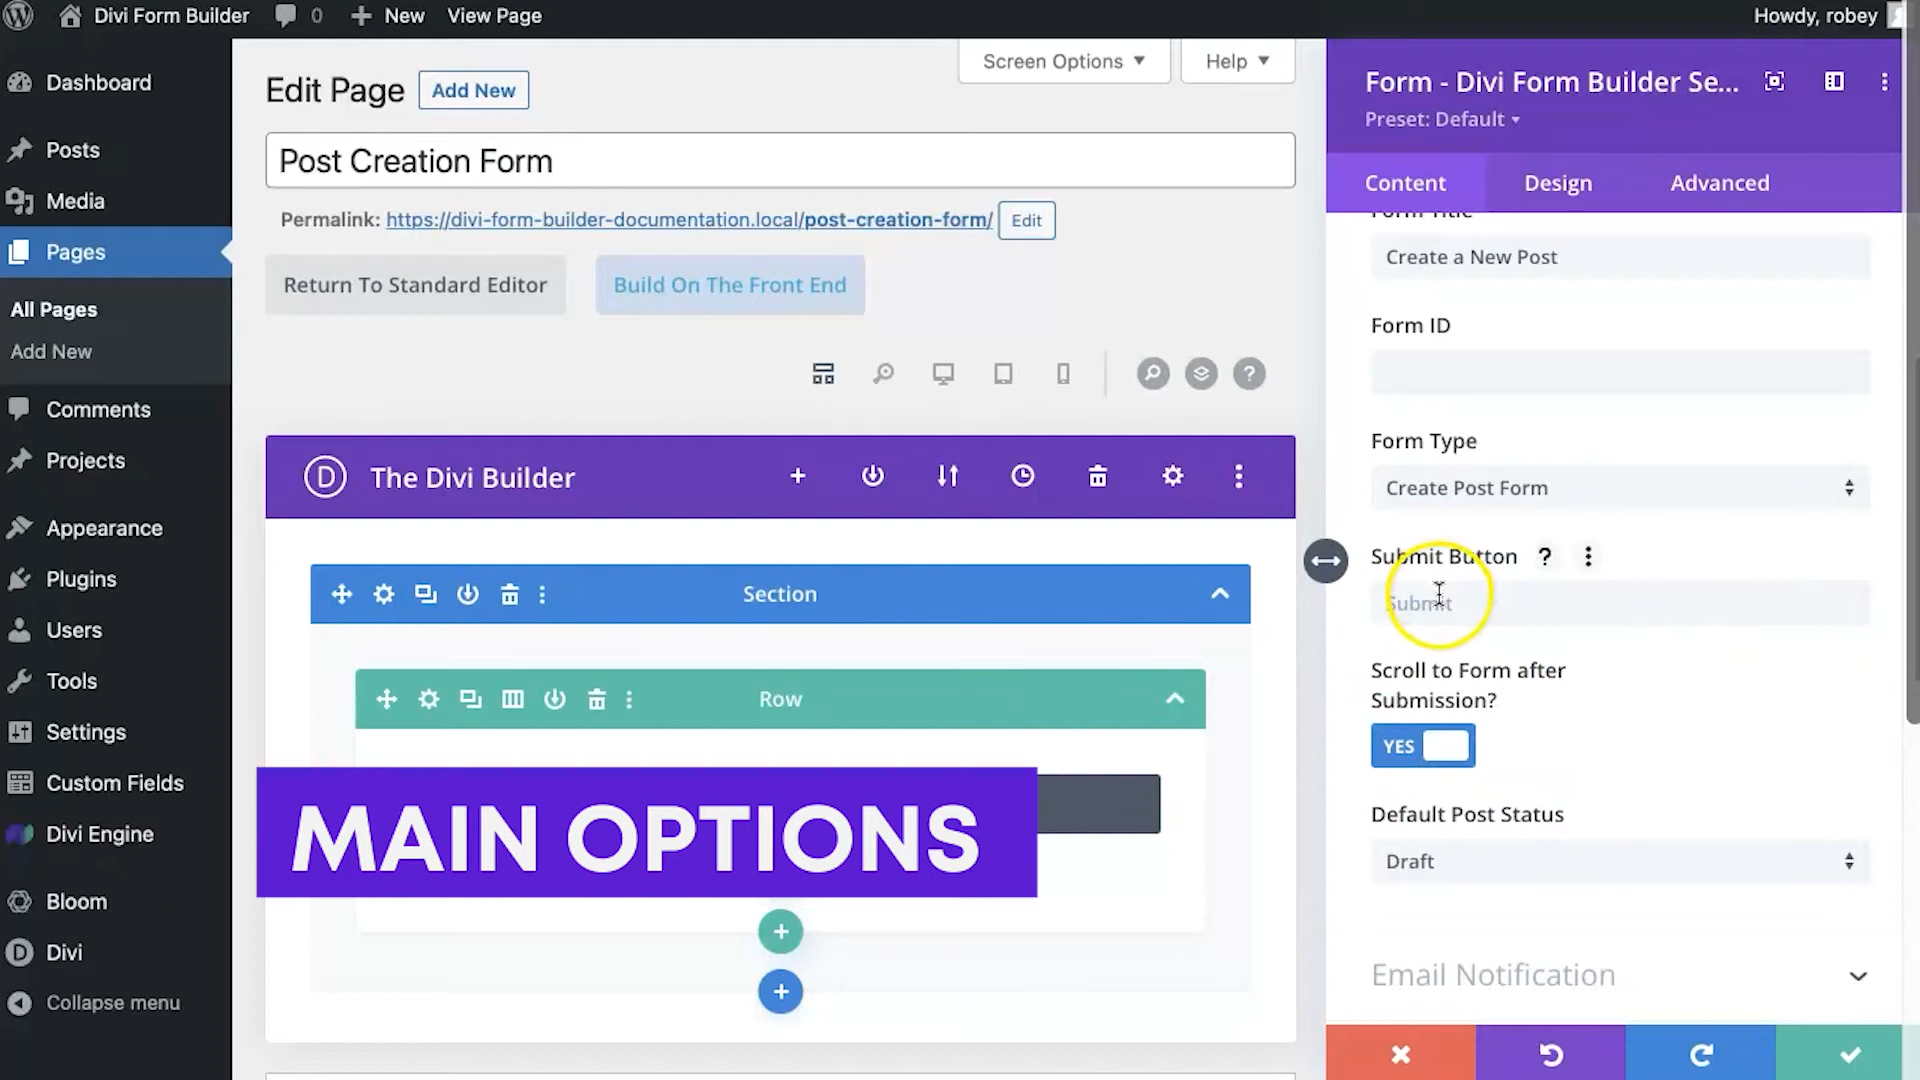 Divi Form Builder 0 New View Page Howdy, robey
Dashboard
Posts
Media
Pages
All Pages
Add New
Comments
Projects
Appearance
Plugins
Users
Tools
Settings
Custom Fields
Divi Engine
Bloom
Divi
Collapse menu
Screen Options Help
Edit Page Add New
Post Creation Form
Permalink: https://divi-form-builder-documentation.local/post-creation-form/ Edit
Return To Standard Editor Build On The Front End
The Divi Builder
Section
Row
MAIN OPTIONS
Form - Divi Form Builder Se...
Preset: Default
Content Design Advanced
Form Title
Create a New Post
Form ID
Form Type
Create Post Form
Submit Button ?
Submit
Scroll to Form after
Submission?
YES
Default Post Status
Draft
Email Notification